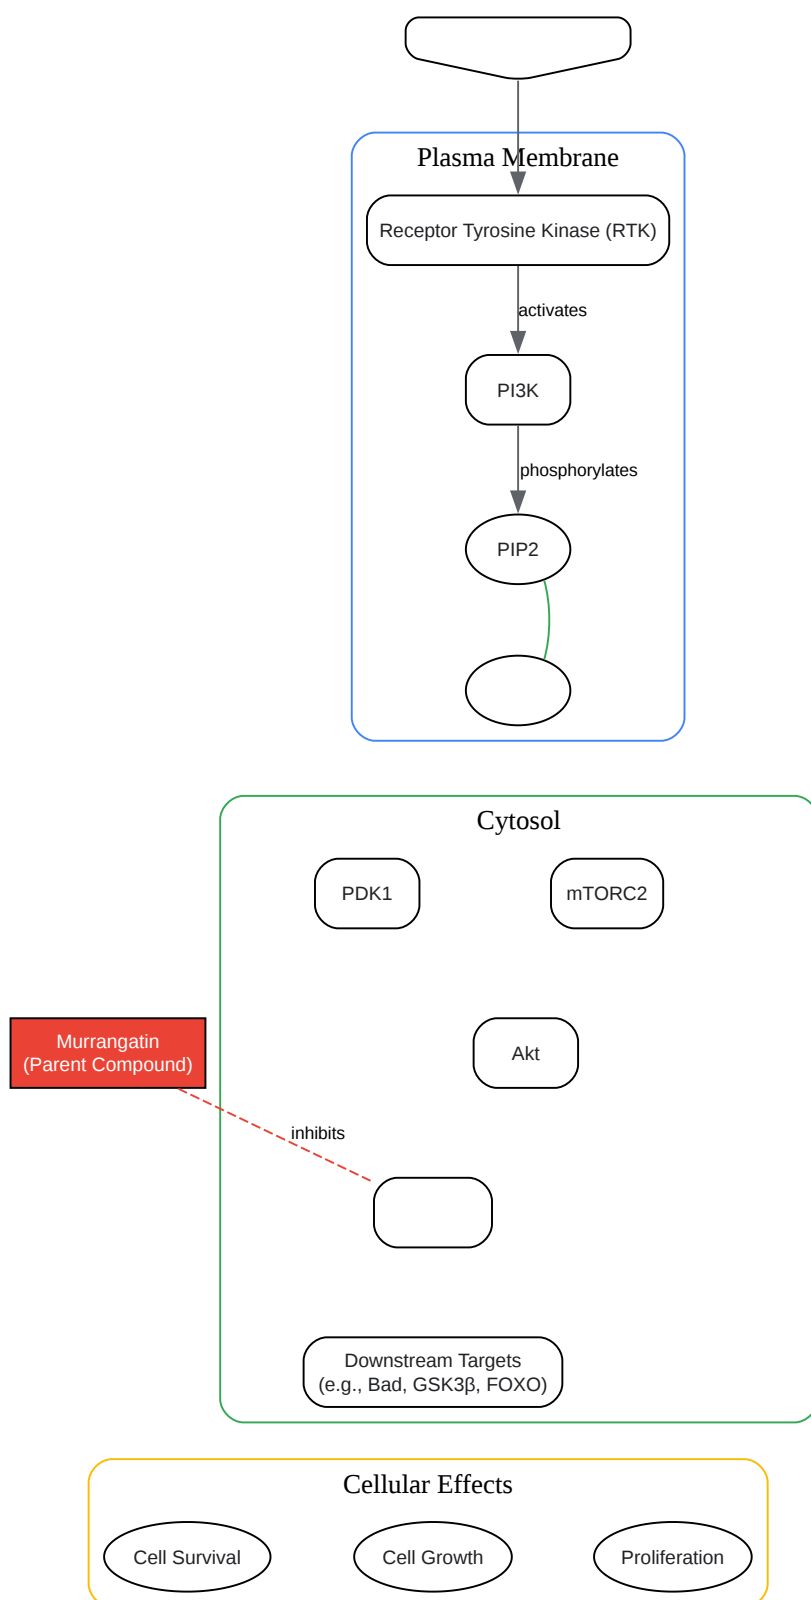 Plasma Membrane
Receptor Tyrosine Kinase (RTK)
activates
PI3K
phosphorylates
PIP2
Cytosol
PDK1
mTORC2
Murrangatin
(Parent Compound)
Akt
inhibits
Downstream Targets
(e.g., Bad, GSK3β, FOXO)
Cellular Effects
Cell Survival
Cell Growth
Proliferation